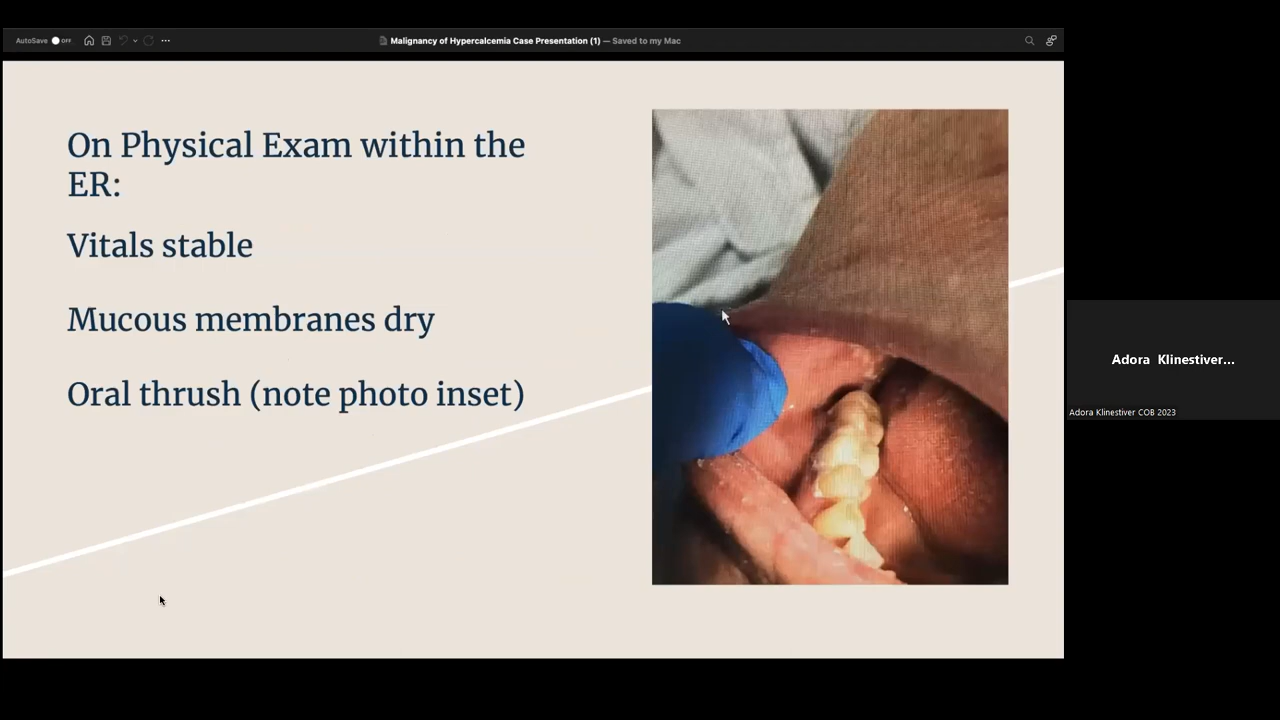 AutoSave OFF
Malignancy of Hypercalcemia Case Presentation (1) — Saved to my Mac
On Physical Exam within the
ER:
Vitals stable
Mucous membranes dry
Oral thrush (note photo inset)
Adora Klinestiver...
Adora Klinestiver COB 2023